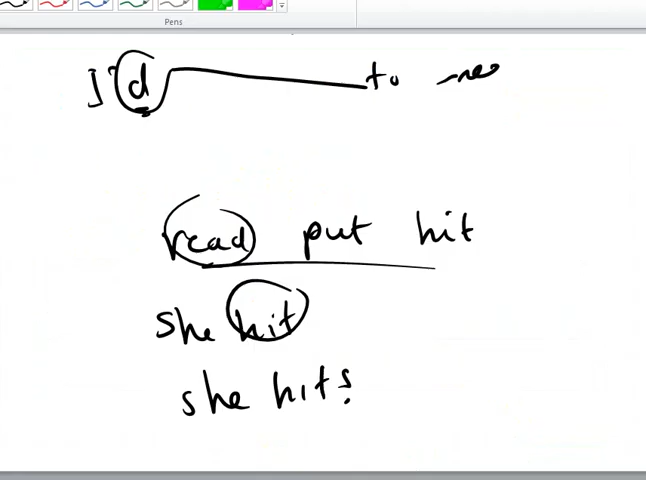 Pens
I'd to
read put hit
she hit
she hits